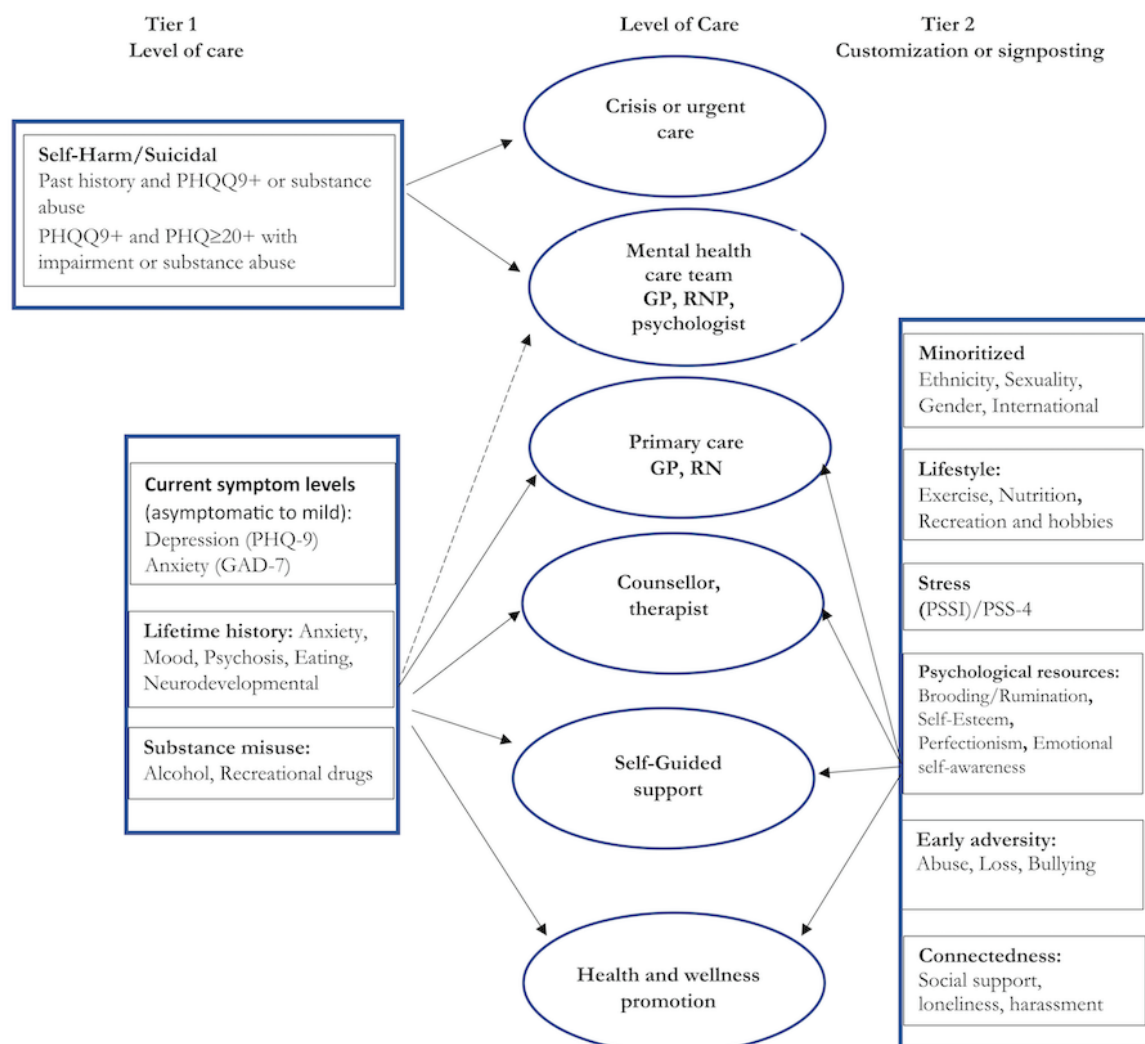 Tier 1
Level of care
Level of Care
Tier 2
Customization or signposting
Self-Harm/Suicidal
Past history and PHQQ9+ or substance
abuse
PHQQ9+ and PHQ≥20+ with
impairment or substance abuse
Current symptom levels
(asymptomatic to mild):
Depression (PHQ-9)
Anxiety (GAD-7)
Lifetime history: Anxiety,
Mood, Psychosis, Eating,
Neurodevelopmental
Substance misuse:
Alcohol, Recreational drugs
Crisis or urgent
care
Mental health
care team
GP, RNP,
psychologist
Primary care
GP, RN
Counsellor,
therapist
Self-Guided
support
Health and wellness
promotion
Minoritized
Ethnicity, Sexuality,
Gender, International
Lifestyle:
Exercise, Nutrition,
Recreation and hobbies
Stress
(PSSI)/PSS-4
Psychological resources:
Brooding/Rumination,
Self-Esteem,
Perfectionism, Emotional
self-awareness
Early adversity:
Abuse, Loss, Bullying
Connectedness:
Social support,
loneliness, harassment